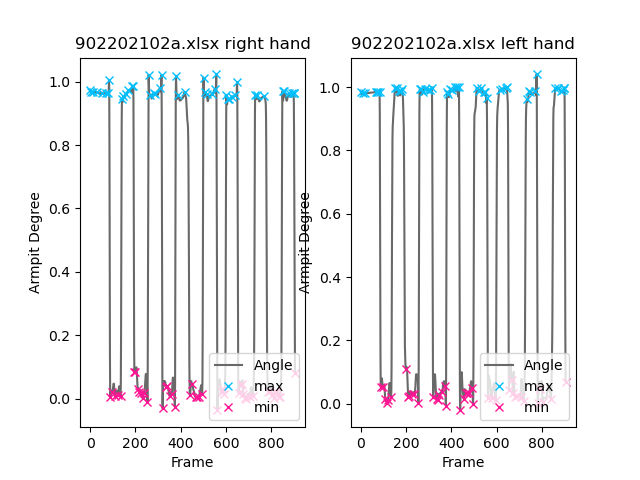 902202102a.xlsx right hand
902202102a.xlsx left hand
Armpit Degree
1.0
0.8
0.6
0.4
0.2
0.0
0 200 400 600 800
Frame
Angle
max
min
Armpit Degree
1.0
0.8
0.6
0.4
0.2
0.0
0 200 400 600 800
Frame
Angle
max
min